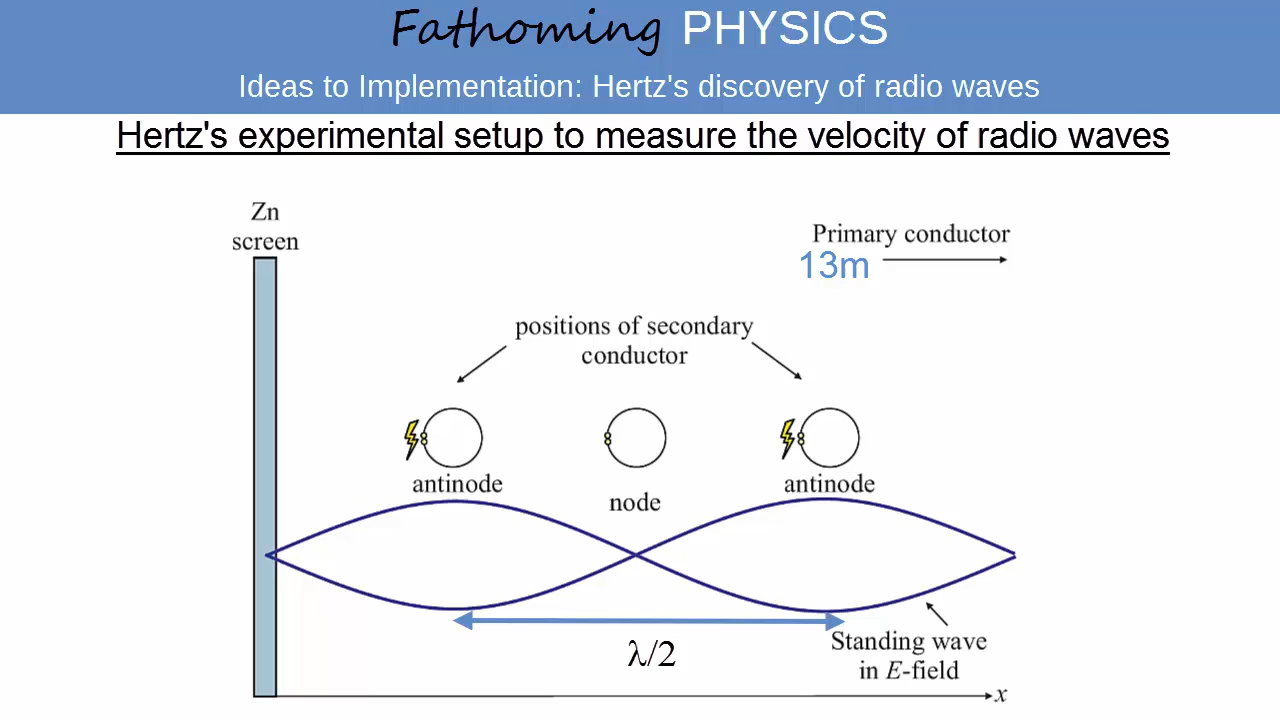 Fathoming PHYSICS
Ideas to Implementation: Hertz's discovery of radio waves
Hertz's experimental setup to measure the velocity of radio waves
Zn
screen
Primary conductor
13m
positions of secondary
conductor
antinode
node
antinode
λ/2
Standing wave
in E-field
x